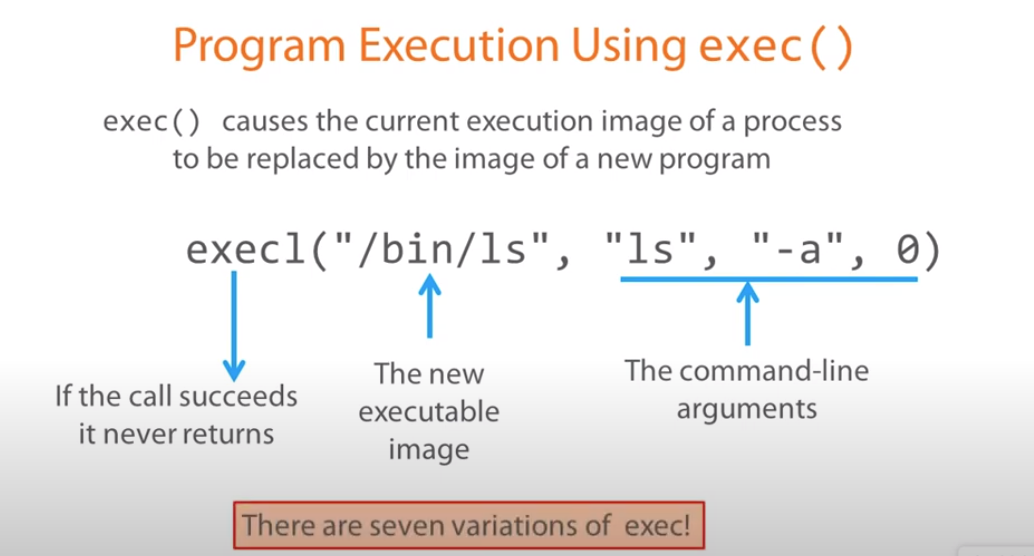 Program Execution Using exec()
exec() causes the current execution image of a process
to be replaced by the image of a new program
execl("/bin/ls", "ls", "-a", 0)
If the call succeeds
it never returns
The new
executable
image
The command-line
arguments
There are seven variations of exec!